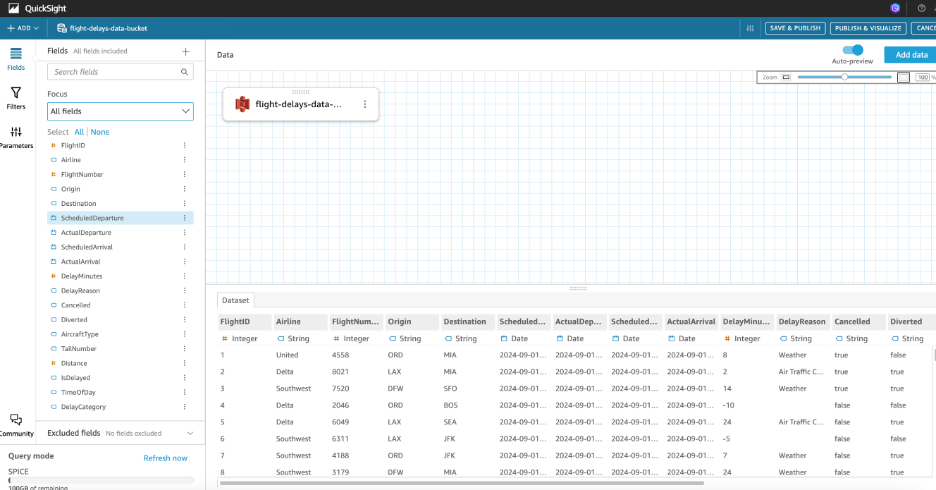 QuickSight
+ ADD flight-delays-data-bucket SAVE & PUBLISH PUBLISH & VISUALIZE CANC
Fields
Filters
Parameters
Community
Fields All fields included +
Search fields
Focus
All fields
Select All | None
# FlightID
Airline
# FlightNumber
Origin
Destination
ScheduledDeparture
ActualDeparture
ScheduledArrival
ActualArrival
# DelayMinutes
DelayReason
Cancelled
Diverted
AircraftType
TailNumber
# Distance
IsDelayed
TimeOfDay
DelayCategory
Excluded fields No fields excluded
Query mode Refresh now
SPICE
100GB of remaining
Data Auto-preview Add data
Zoom 100 %
flight-delays-data-...
Dataset
FlightID Airline FlightNum... Origin Destination Scheduled... ActualDep... Scheduled... ActualArrival DelayMinu... DelayReason Cancelled Diverted
# Integer String # Integer String String Date Date Date Date # Integer String String String
1 United 4558 ORD MIA 2024-09-01... 2024-09-01... 2024-09-01... 2024-09-01... 8 Weather true false
2 Delta 8021 LAX MIA 2024-09-01... 2024-09-01... 2024-09-01... 2024-09-01... 2 Air Traffic C... true true
3 Southwest 7520 DFW SFO 2024-09-01... 2024-09-01... 2024-09-01... 2024-09-01... 14 Weather true true
4 Delta 2046 ORD BOS 2024-09-01... 2024-09-01... 2024-09-01... 2024-09-01... -10 false false
5 Delta 6049 LAX SEA 2024-09-01... 2024-09-01... 2024-09-01... 2024-09-01... 24 Air Traffic C... false true
6 Southwest 6311 LAX JFK 2024-09-01... 2024-09-01... 2024-09-01... 2024-09-01... -5 false false
7 Southwest 4188 ORD JFK 2024-09-01... 2024-09-01... 2024-09-01... 2024-09-01... 7 Weather false true
8 Southwest 3179 DFW MIA 2024-09-01... 2024-09-01... 2024-09-01... 2024-09-01... 24 Weather false true